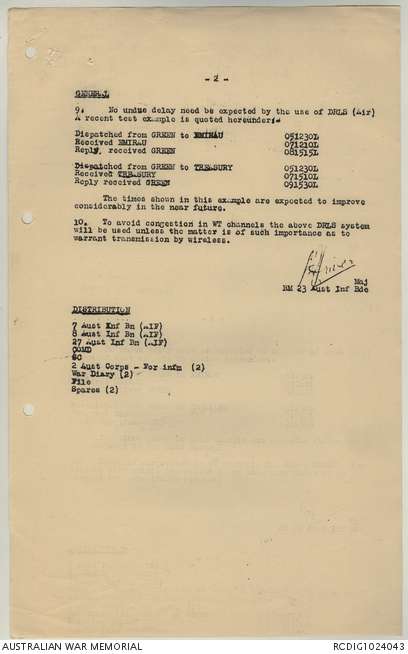 - 2 -
GENERAL
9. No undue delay need be expected by the use of DRLS (Air)
A recent test example is quoted hereunder:-
Dispatched from GREEN to EMIRAU 051230L
Received EMIRAU 071210L
Reply, received GREEN 081515L
Dispatched from GREEN to TREASURY 051230L
Received TREASURY 071510L
Reply received GREEN 091530L
The times shown in this example are expected to improve
considerably in the near future.
10. To avoid congestion in WT channels the above DRLS system
will be used unless the matter is of such importance as to
warrant transmission by wireless.
Maj
BM 23 Aust Inf Bde
DISTRIBUTION
7 Aust Inf Bn (AIF)
8 Aust Inf Bn (AIF)
27 Aust Inf Bn (AIF)
COMD
SC
2 Aust Corps - For infm (2)
War Diary (2)
File
Spares (2)
AUSTRALIAN WAR MEMORIAL
RCDIG1024043